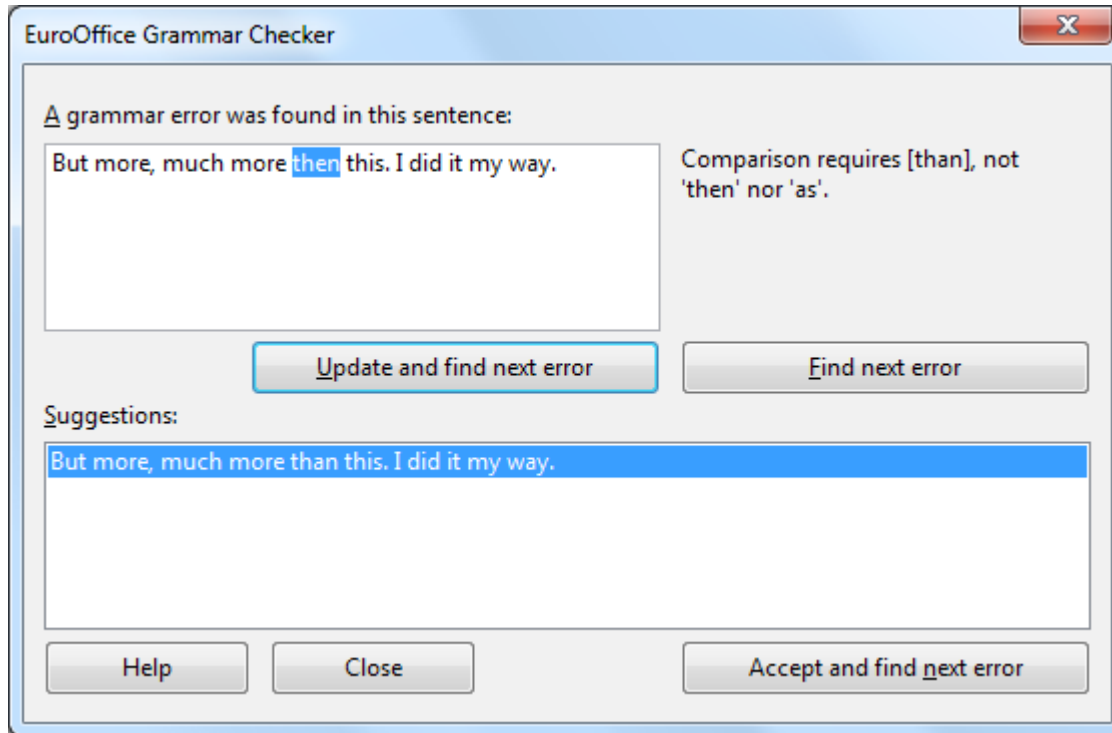 EuroOffice Grammar Checker
A grammar error was found in this sentence:
But more, much more then this. I did it my way.
Comparison requires [than], not
'then' nor 'as'.
Update and find next error
Find next error
Suggestions:
But more, much more than this. I did it my way.
Help
Close
Accept and find next error